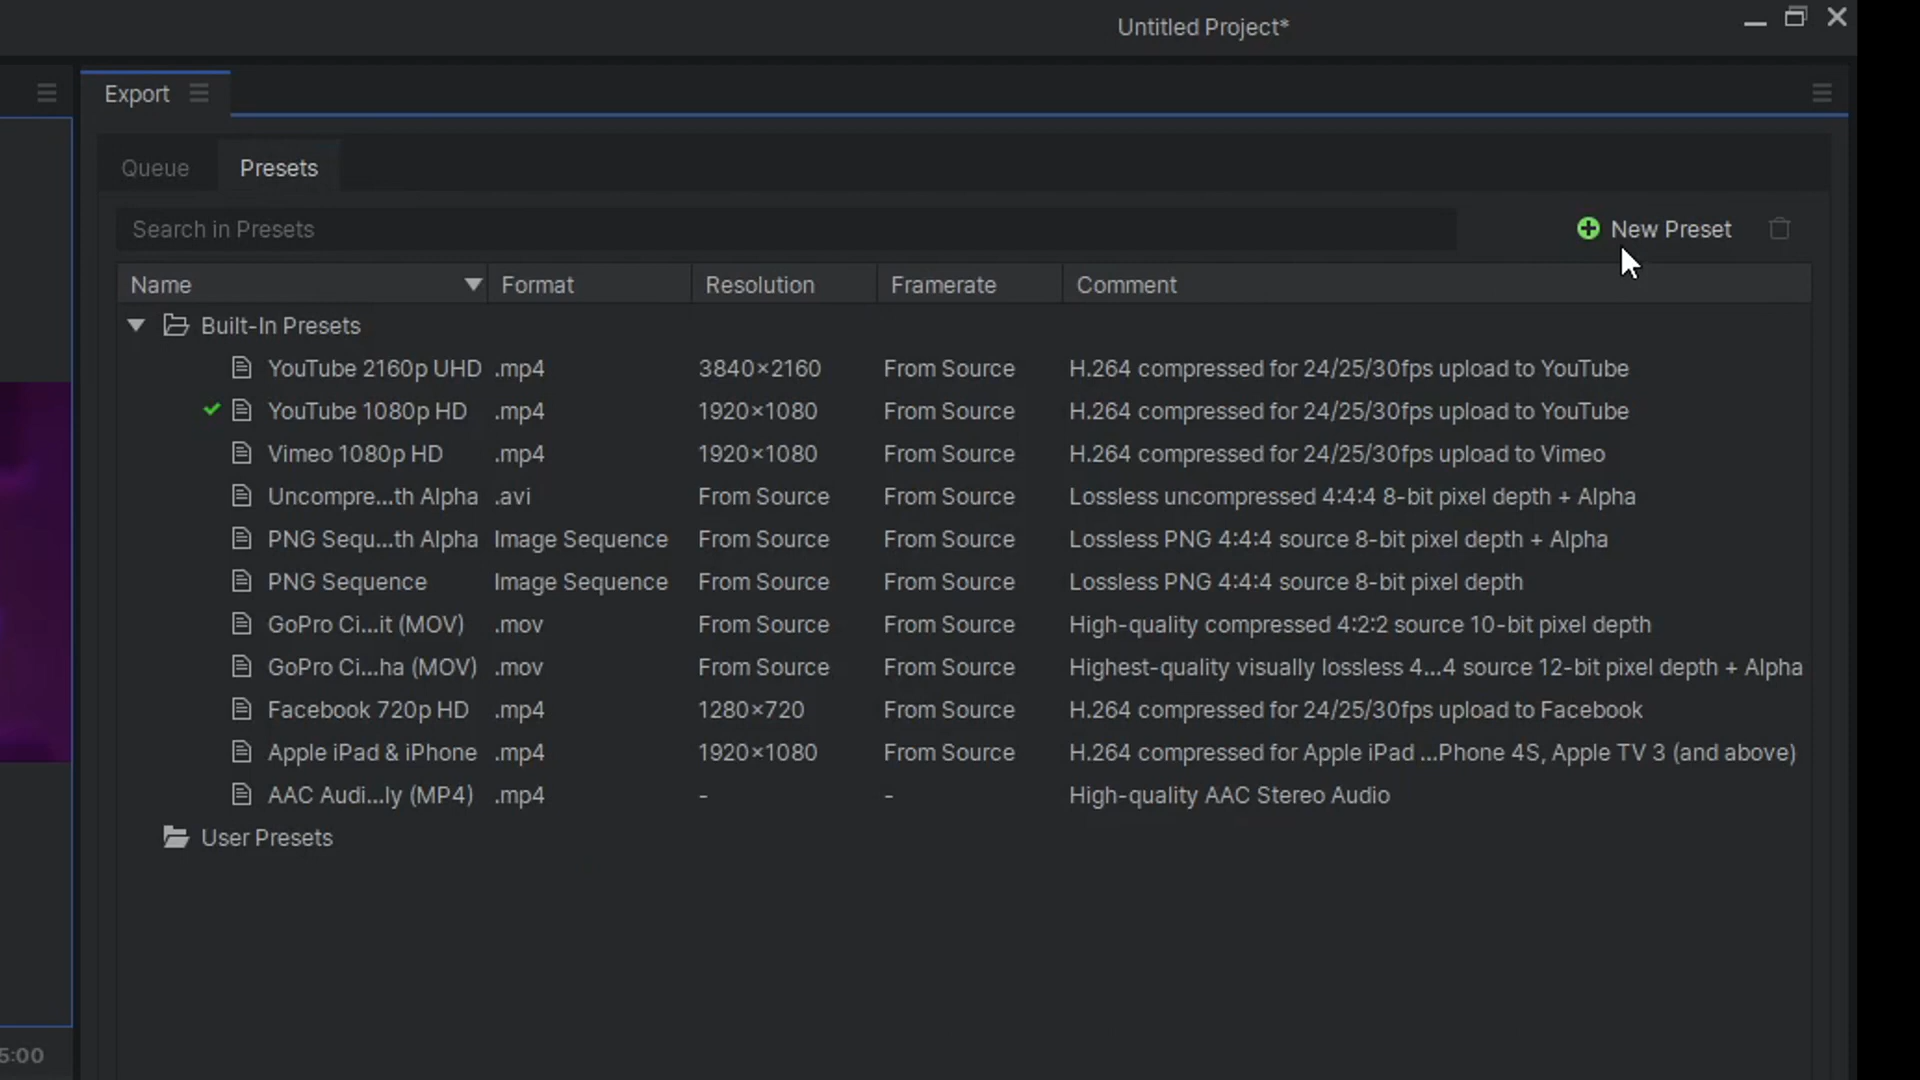 Untitled Project*
Export
Queue Presets
Search in Presets New Preset
Name Format Resolution Framerate Comment
Built-In Presets
YouTube 2160p UHD .mp4 3840×2160 From Source H.264 compressed for 24/25/30fps upload to YouTube
YouTube 1080p HD .mp4 1920×1080 From Source H.264 compressed for 24/25/30fps upload to YouTube
Vimeo 1080p HD .mp4 1920×1080 From Source H.264 compressed for 24/25/30fps upload to Vimeo
Uncompre...th Alpha .avi From Source From Source Lossless uncompressed 4:4:4 8-bit pixel depth + Alpha
PNG Sequ...th Alpha Image Sequence From Source From Source Lossless PNG 4:4:4 source 8-bit pixel depth + Alpha
PNG Sequence Image Sequence From Source From Source Lossless PNG 4:4:4 source 8-bit pixel depth
GoPro Ci...it (MOV) .mov From Source From Source High-quality compressed 4:2:2 source 10-bit pixel depth
GoPro Ci...ha (MOV) .mov From Source From Source Highest-quality visually lossless 4...4 source 12-bit pixel depth + Alpha
Facebook 720p HD .mp4 1280×720 From Source H.264 compressed for 24/25/30fps upload to Facebook
Apple iPad & iPhone .mp4 1920×1080 From Source H.264 compressed for Apple iPad ...Phone 4S, Apple TV 3 (and above)
AAC Audi...ly (MP4) .mp4 - - High-quality AAC Stereo Audio
User Presets
5:00